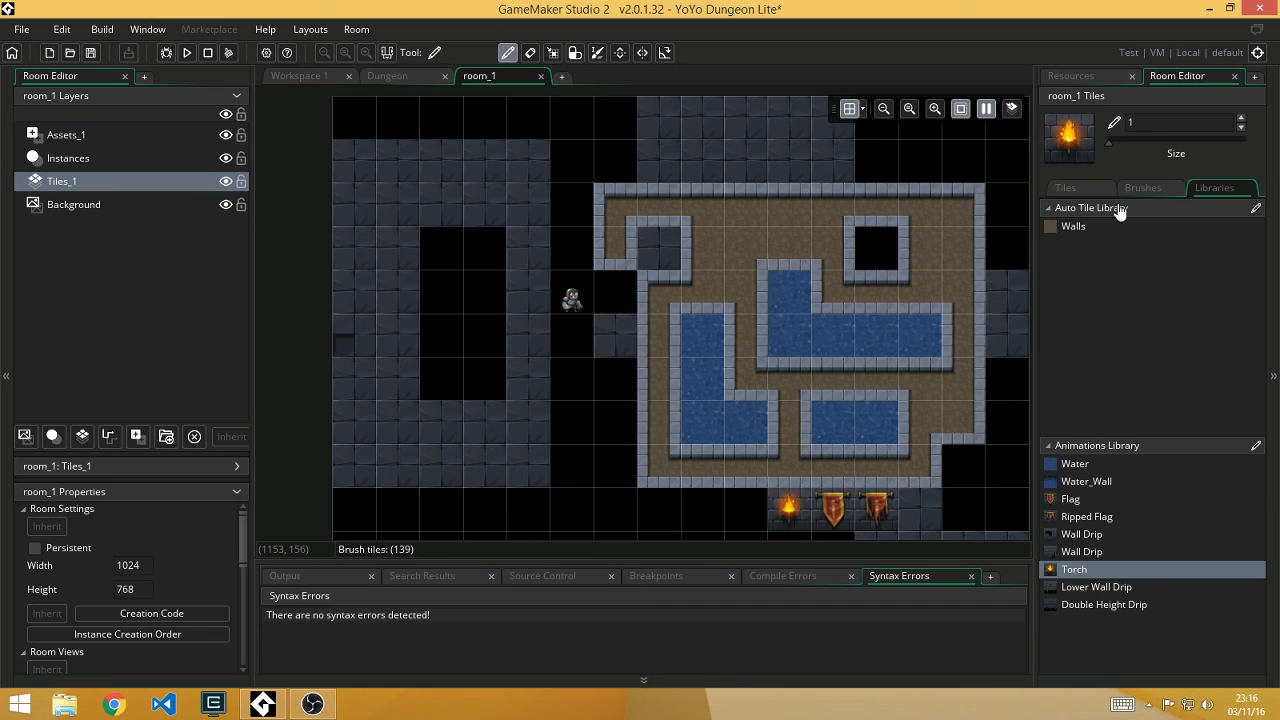 GameMaker Studio 2 v2.0.1.32 - YoYo Dungeon Lite*
File Edit Build Window Marketplace Help Layouts Room
Tool:
Test | VM | Local | default
Room Editor
Workspace 1
Dungeon
room_1
Resources
Room Editor
room_1 Layers
Assets_1
Instances
Tiles_1
Background
Inherit
room_1: Tiles_1
room_1 Properties
Room Settings
Inherit
Persistent
Width 1024
Height 768
Inherit
Creation Code
Instance Creation Order
Room Views
Inherit
(1153, 156)
Brush tiles: (139)
Output
Search Results
Source Control
Breakpoints
Compile Errors
Syntax Errors
Syntax Errors
There are no syntax errors detected!
room_1 Tiles
1
Size
Tiles
Brushes
Libraries
Auto Tile Library
Walls
Animations Library
Water
Water_Wall
Flag
Ripped Flag
Wall Drip
Wall Drip
Torch
Lower Wall Drip
Double Height Drip
23:16
03/11/16